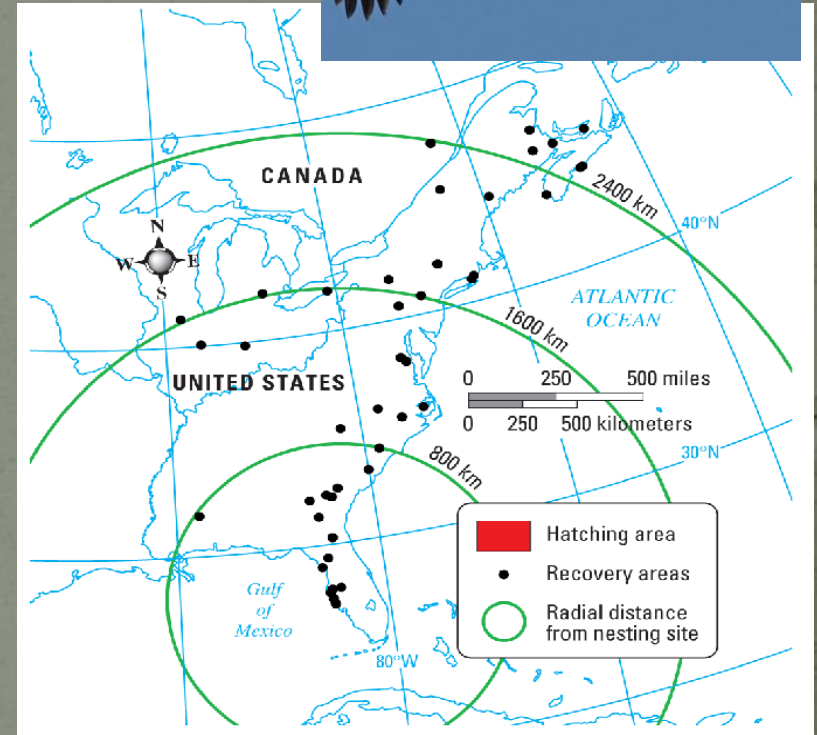 CANADA
2400 km
N
W E
S
40°N
ATLANTIC
OCEAN
1600 km
UNITED STATES
0 250 500 miles
0 250 500 kilometers
30°N
800 km
Hatching area
Recovery areas
Radial distance
from nesting site
Gulf
of
Mexico
80°W